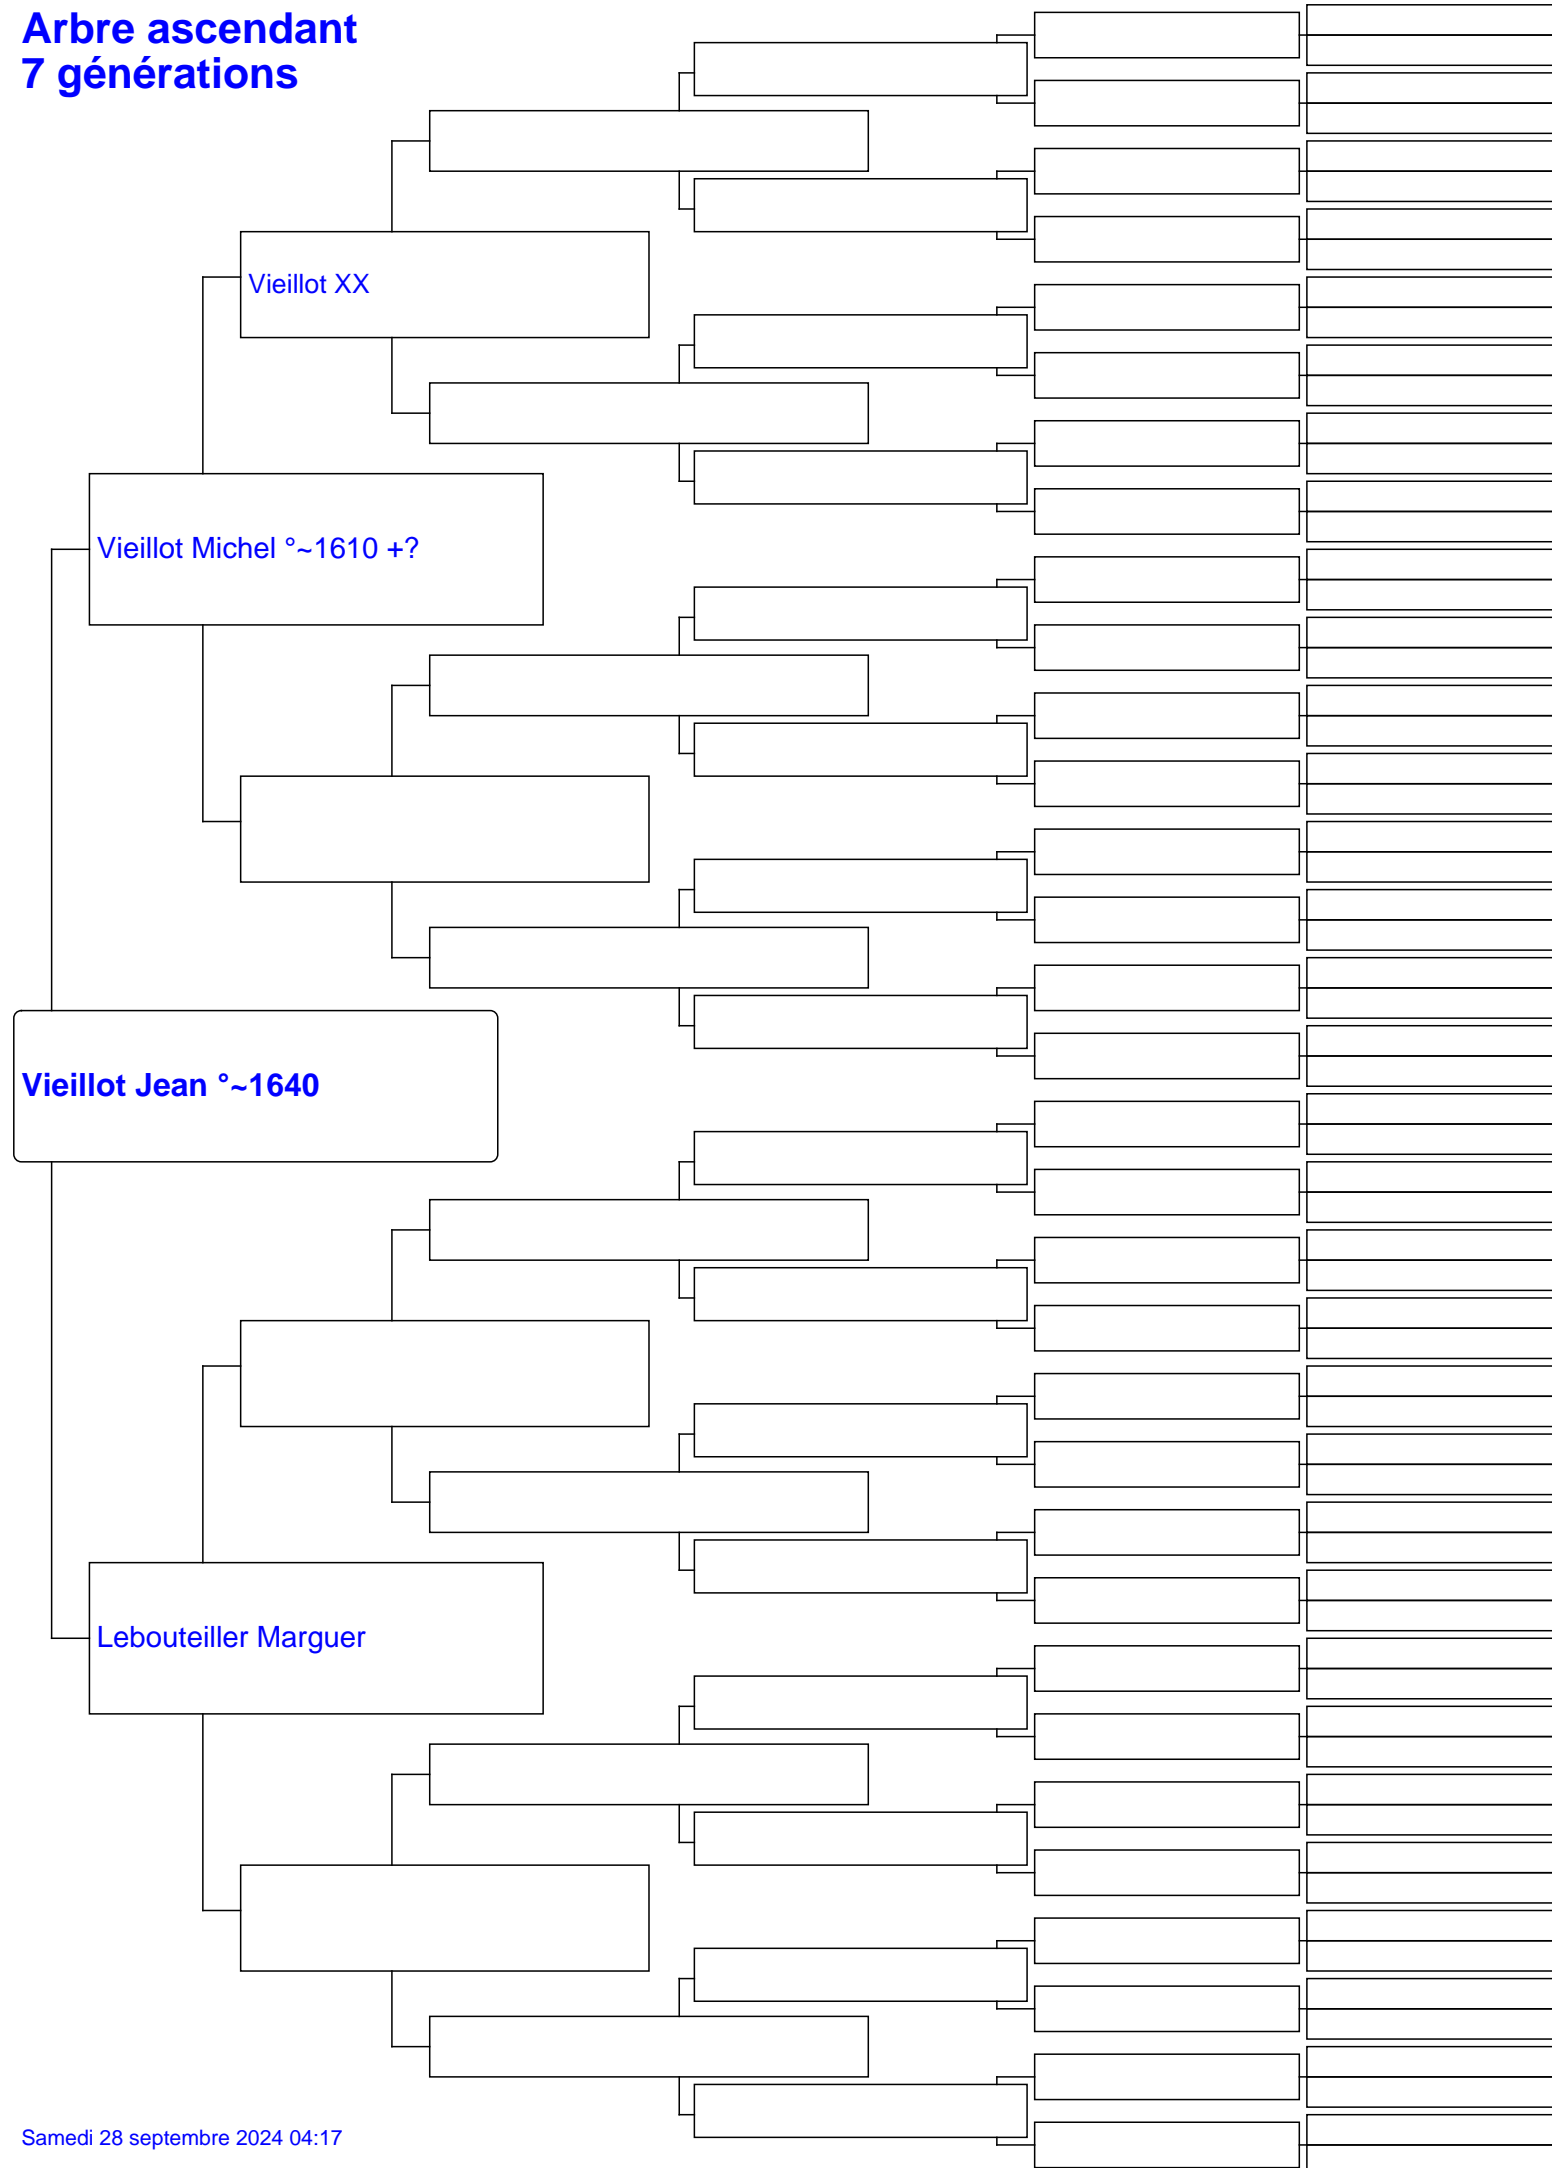 Arbre ascendant
7 générations
Vieillot XX
Vieillot Michel °~1610 +?
Vieillot Jean °~1640
Lebouteiller Marguer
Samedi 28 septembre 2024 04:17